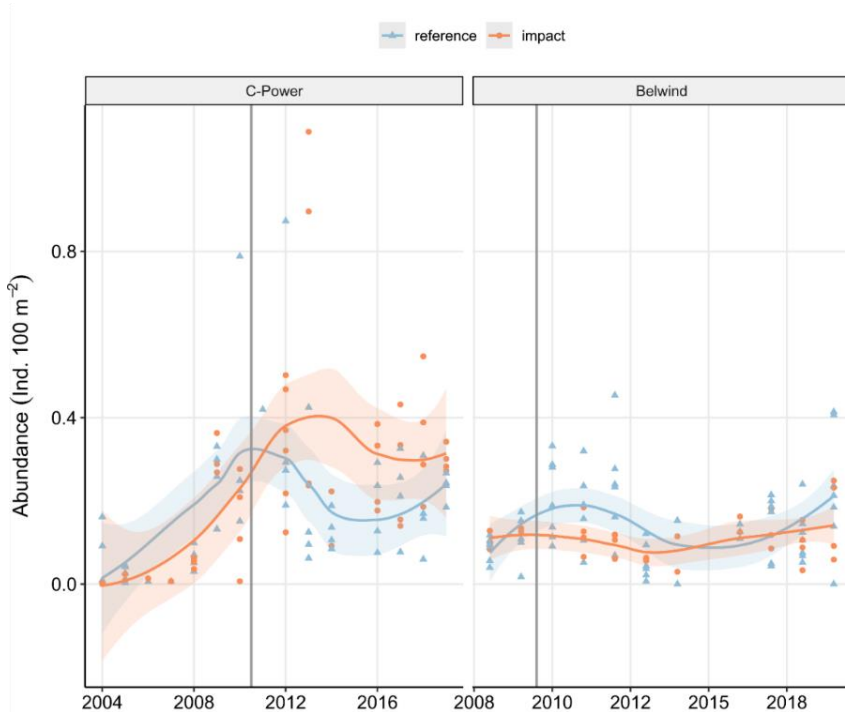 reference impact
C-Power Belwind
Abundance (Ind. 100 m⁻²)
0.8
0.4
0.0
2004 2008 2012 2016 2008 2010 2012 2015 2018